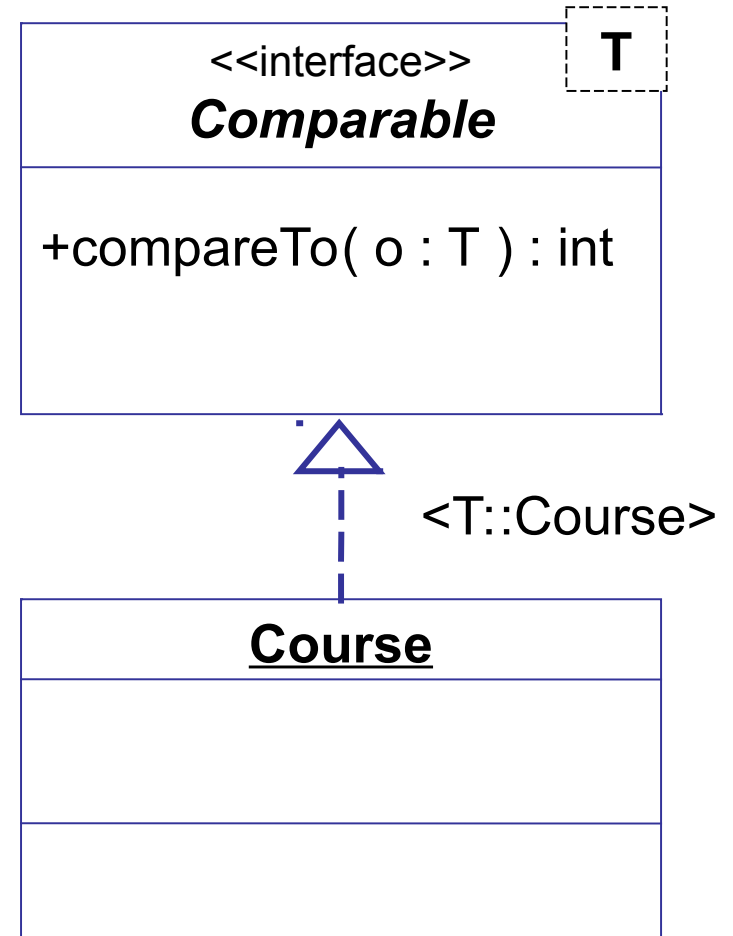 T
<<interface>>
Comparable
+compareTo( o : T ) : int
<T::Course>
Course